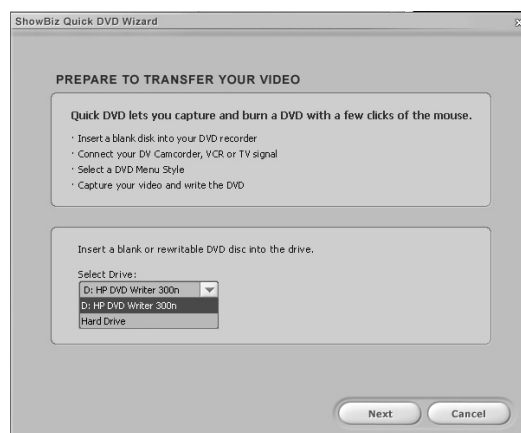 ShowBiz Quick DVD Wizard
PREPARE TO TRANSFER YOUR VIDEO
Quick DVD lets you capture and burn a DVD with a few clicks of the mouse.
· Insert a blank disk into your DVD recorder
· Connect your DV Camcorder, VCR or TV signal
· Select a DVD Menu Style
· Capture your video and write the DVD
Insert a blank or rewritable DVD disc into the drive.
Select Drive:
D: HP DVD Writer 300n
D: HP DVD Writer 300n
Hard Drive
Next Cancel